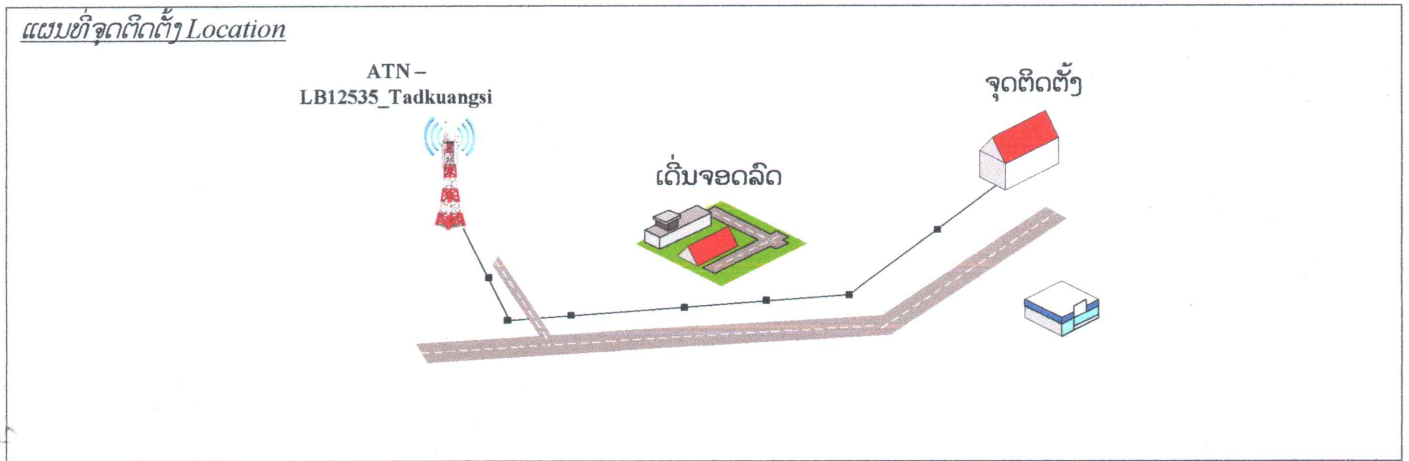 ແຜນທີ່ຈຸດຕິດຕັ້ງ Location
ATN –
LB12535_Tadkuangsi
ຈຸດຕິດຕັ້ງ
ເດີ່ນຈອດລົດ